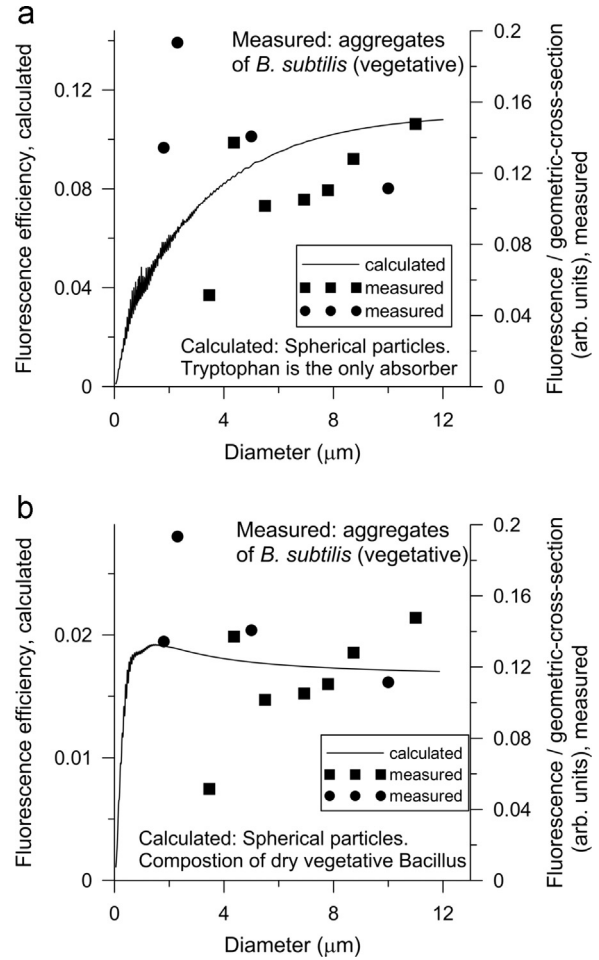 a
Measured: aggregates
of B. subtilis (vegetative)
Fluorescence efficiency, calculated
0.12
0.08
0.04
0
0.2
0.16
0.12
0.08
0.04
0
Fluorescence / geometric-cross-section
(arb. units), measured
calculated
measured
measured
Calculated: Spherical particles.
Tryptophan is the only absorber
0 4 8 12
Diameter (μm)
b
Measured: aggregates
of B. subtilis (vegetative)
Fluorescence efficiency, calculated
0.02
0.01
0
0.2
0.16
0.12
0.08
0.04
0
Fluorescence / geometric-cross-section
(arb. units), measured
calculated
measured
measured
Calculated: Spherical particles.
Compostion of dry vegetative Bacillus
0 4 8 12
Diameter (μm)